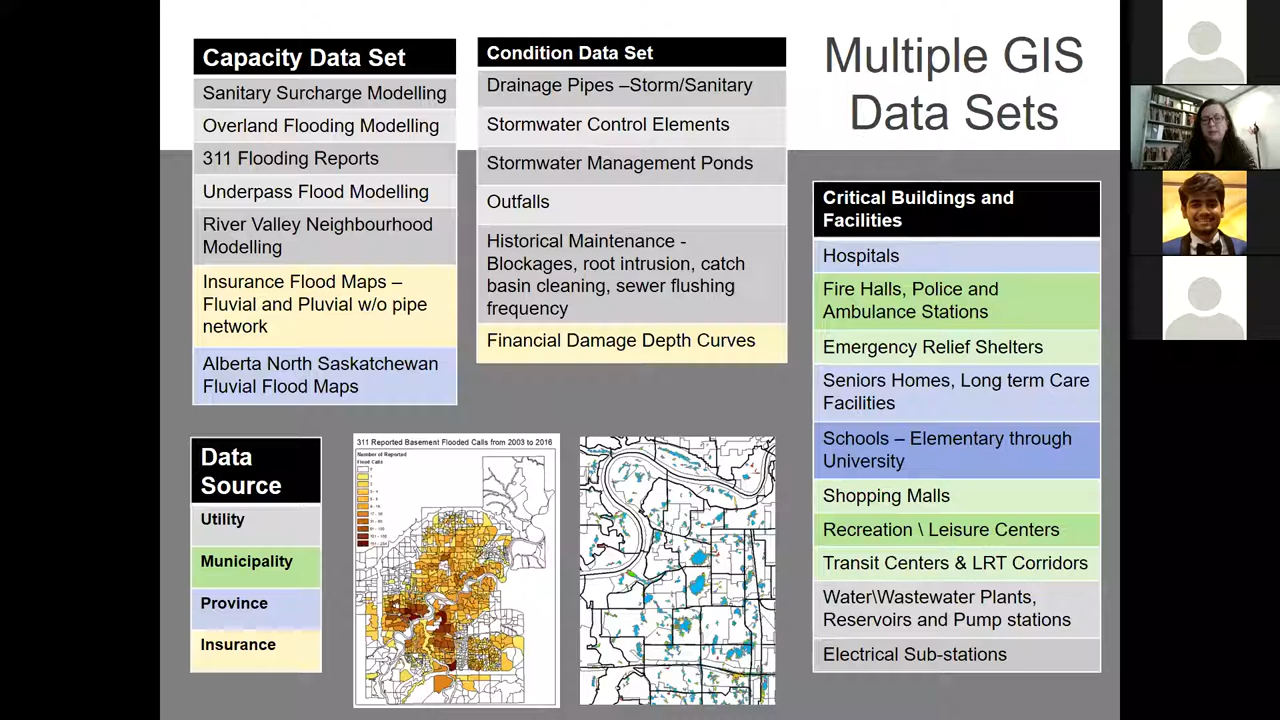 Multiple GIS
Data Sets
Capacity Data Set
Sanitary Surcharge Modelling
Overland Flooding Modelling
311 Flooding Reports
Underpass Flood Modelling
River Valley Neighbourhood
Modelling
Insurance Flood Maps –
Fluvial and Pluvial w/o pipe
network
Alberta North Saskatchewan
Fluvial Flood Maps
Condition Data Set
Drainage Pipes –Storm/Sanitary
Stormwater Control Elements
Stormwater Management Ponds
Outfalls
Historical Maintenance -
Blockages, root intrusion, catch
basin cleaning, sewer flushing
frequency
Financial Damage Depth Curves
Critical Buildings and
Facilities
Hospitals
Fire Halls, Police and
Ambulance Stations
Emergency Relief Shelters
Seniors Homes, Long term Care
Facilities
Schools – Elementary through
University
Shopping Malls
Recreation \ Leisure Centers
Transit Centers & LRT Corridors
Water\Wastewater Plants,
Reservoirs and Pump stations
Electrical Sub-stations
Data
Source
Utility
Municipality
Province
Insurance
311 Reported Basement Flooded Calls from 2003 to 2016
Number of Reported
Flood Calls